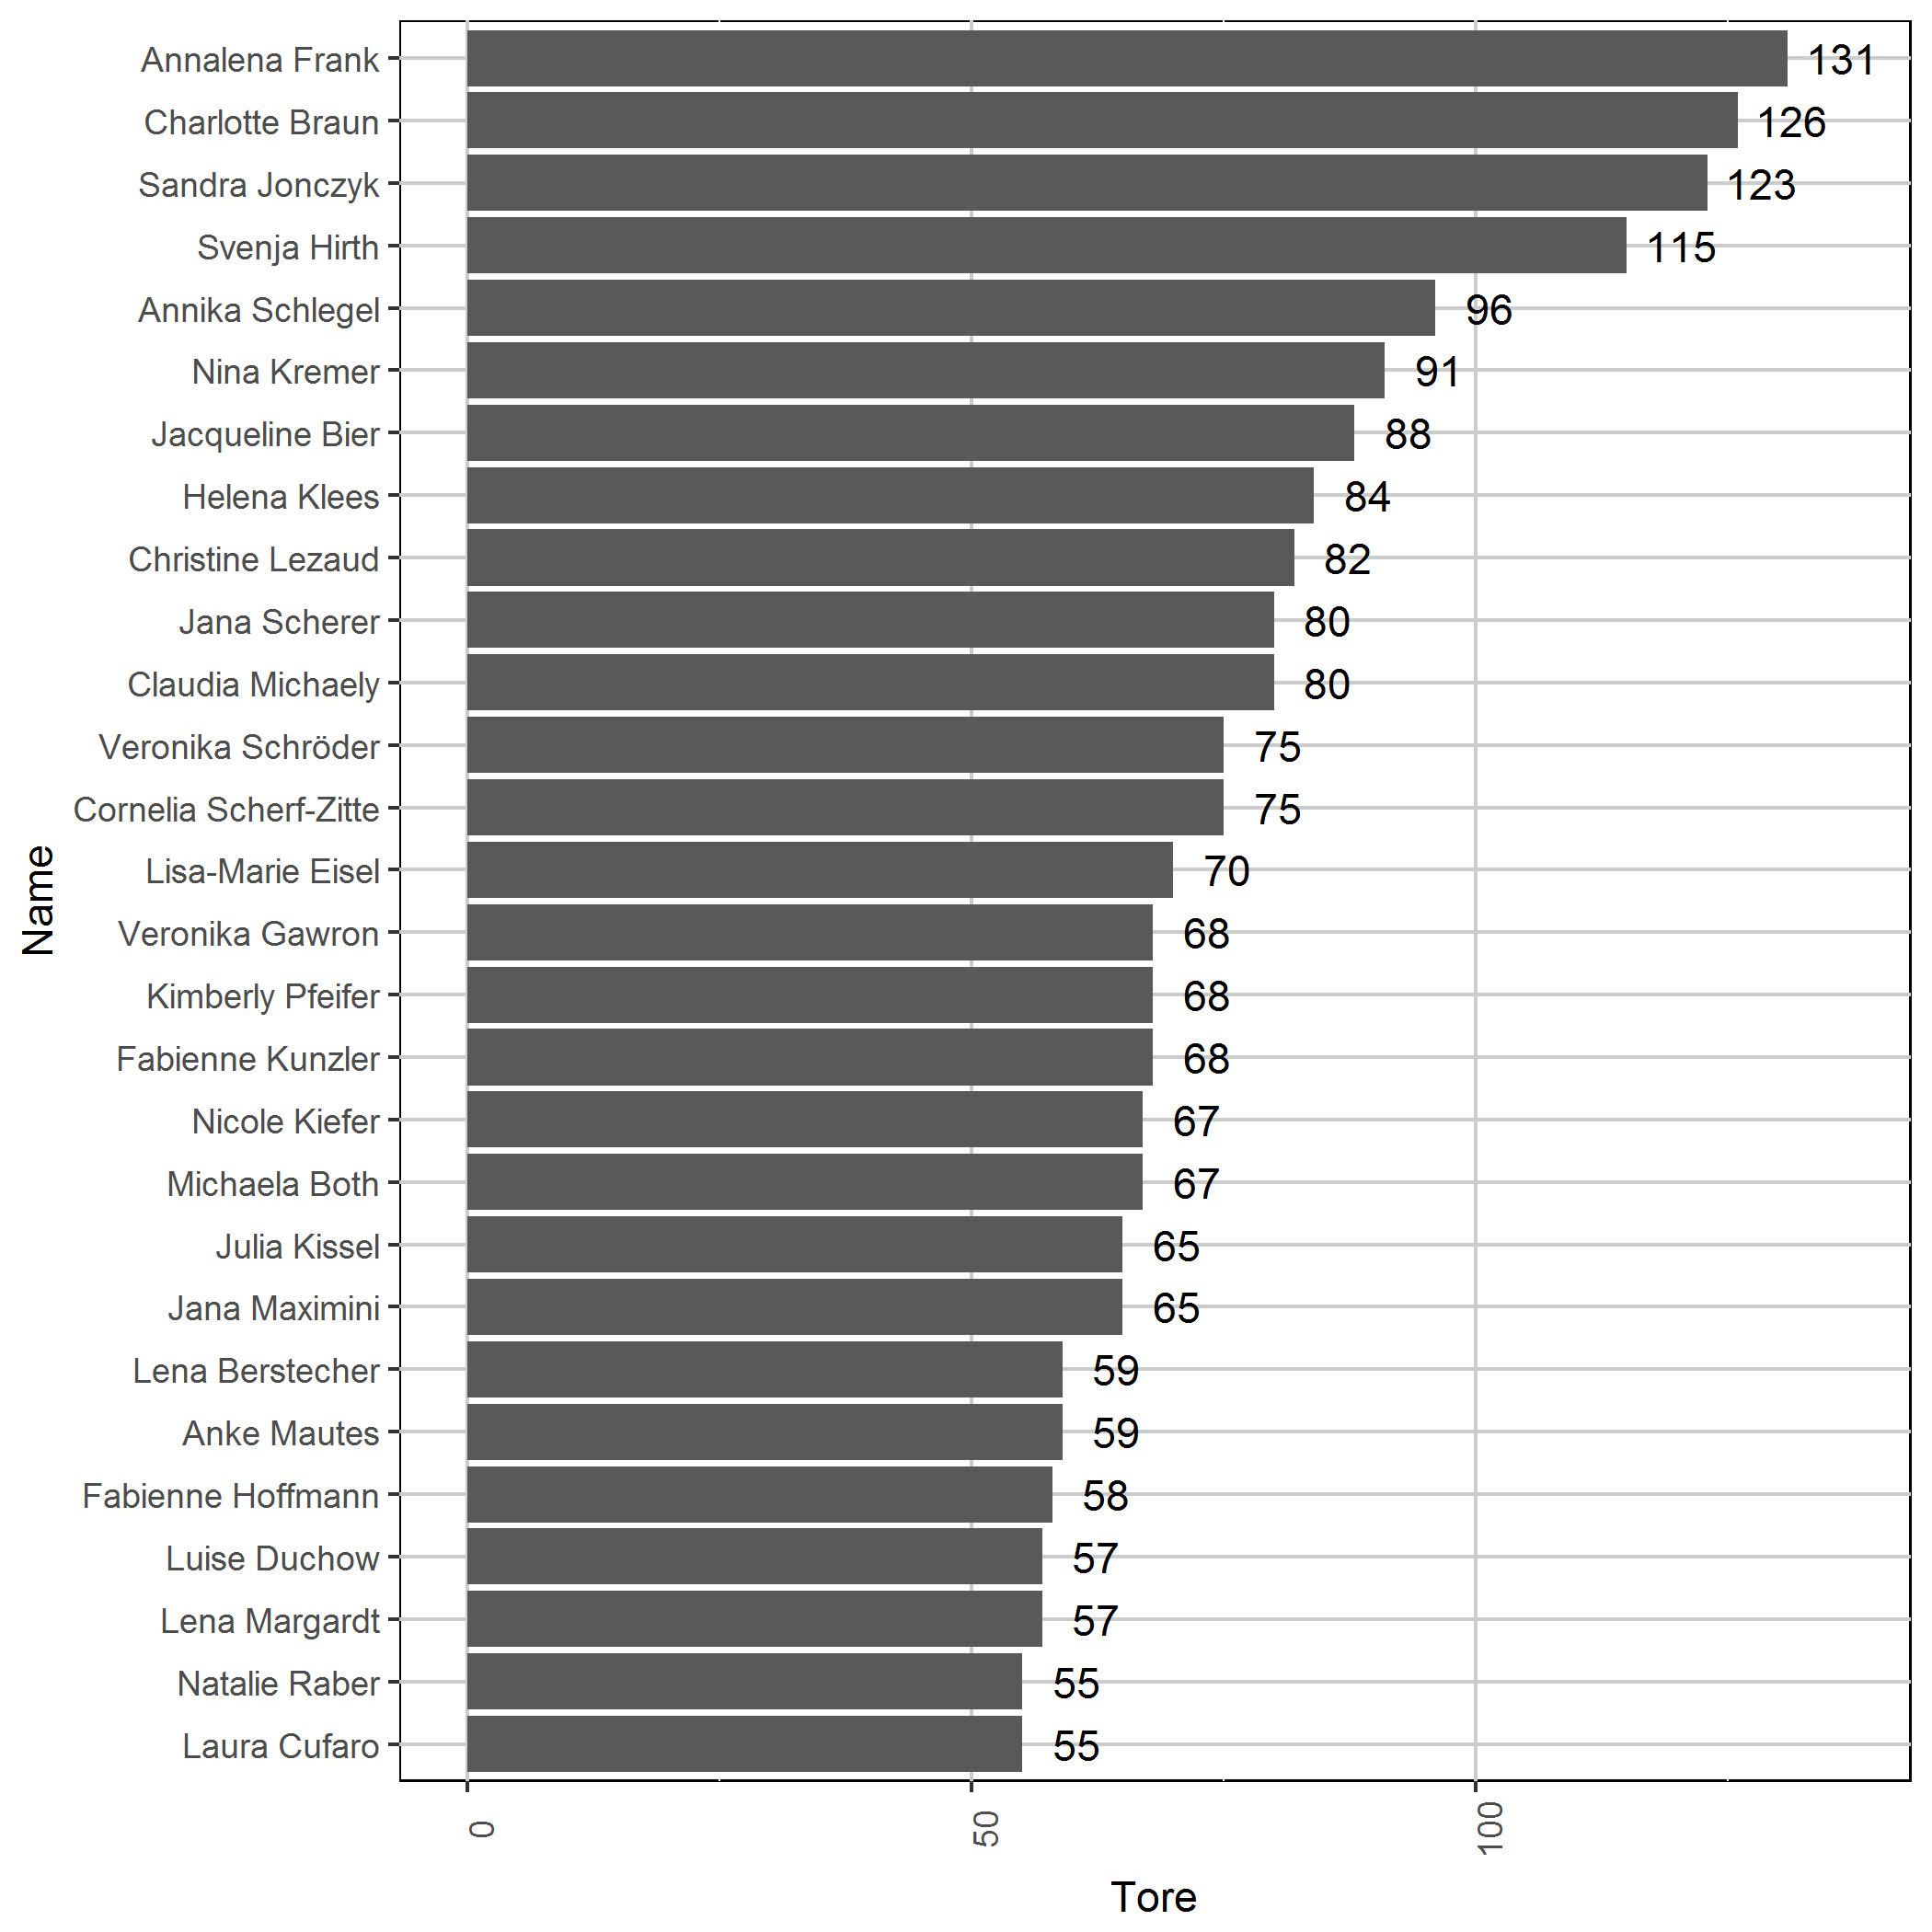 Annalena Frank 131
Charlotte Braun 126
Sandra Jonczyk 123
Svenja Hirth 115
Annika Schlegel 96
Nina Kremer 91
Jacqueline Bier 88
Helena Klees 84
Christine Lezaud 82
Jana Scherer 80
Claudia Michaely 80
Veronika Schröder 75
Cornelia Scherf-Zitte 75
Lisa-Marie Eisel 70
Veronika Gawron 68
Kimberly Pfeifer 68
Fabienne Kunzler 68
Nicole Kiefer 67
Michaela Both 67
Julia Kissel 65
Jana Maximini 65
Lena Berstecher 59
Anke Mautes 59
Fabienne Hoffmann 58
Luise Duchow 57
Lena Margardt 57
Natalie Raber 55
Laura Cufaro 55
Name
0 50 100
Tore